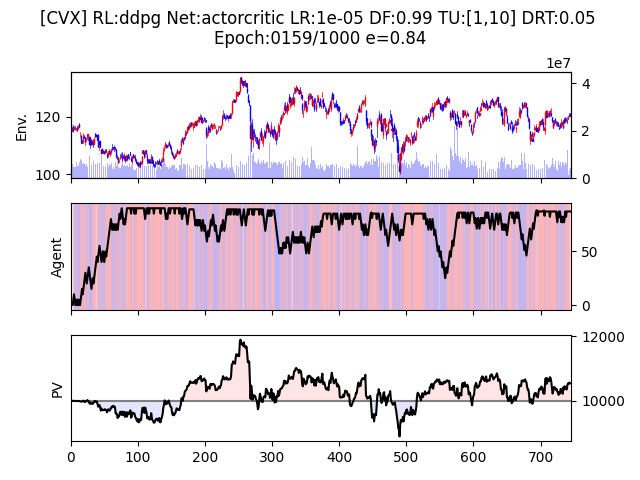 [CVX] RL:ddpg Net:actorcritic LR:1e-05 DF:0.99 TU:[1,10] DRT:0.05
Epoch:0159/1000 e=0.84
1e7
Env.
120
100
4
2
0
Agent
50
0
PV
12000
10000
0 100 200 300 400 500 600 700